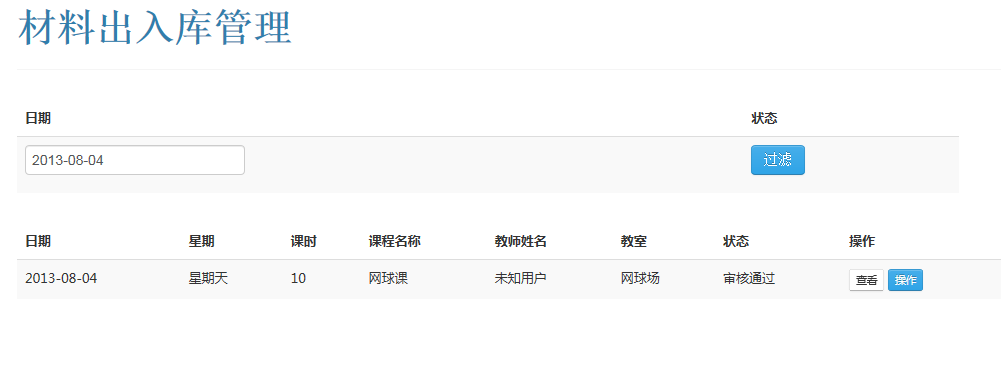 材料出入库管理
日期 状态
2013-08-04 过滤
日期 星期 课时 课程名称 教师姓名 教室 状态 操作
2013-08-04 星期天 10 网球课 未知用户 网球场 审核通过 查看 操作